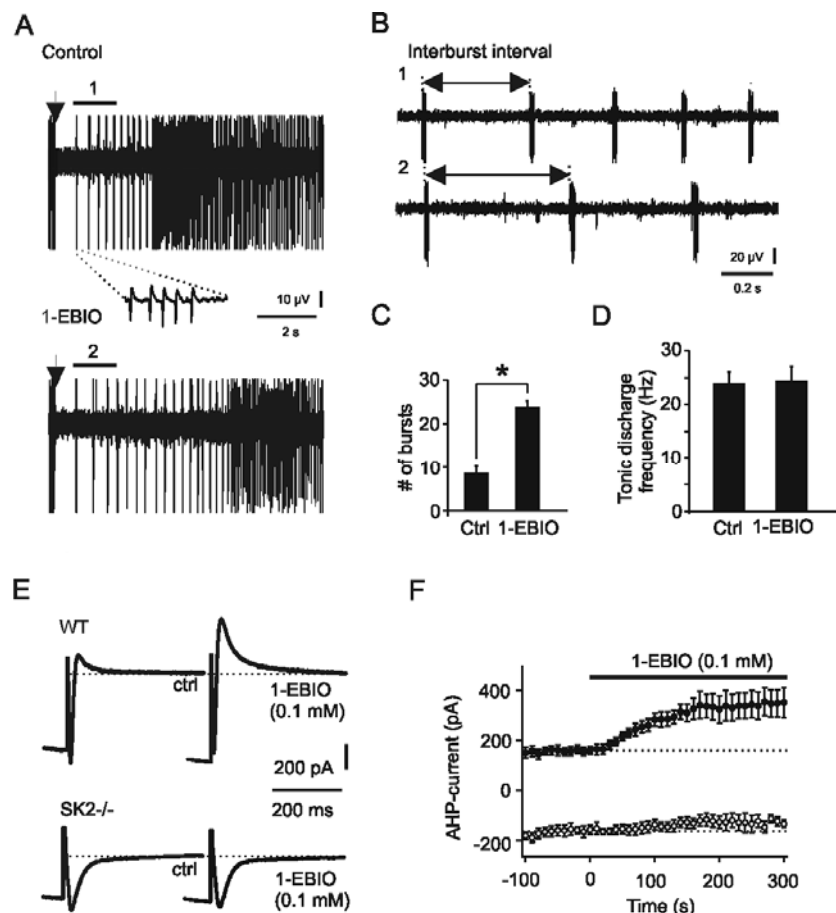 A
Control
1
1-EBIO
10 µV
2 s
2
B
Interburst interval
1
2
20 µV
0.2 s
C
# of bursts
30
20
10
0
Ctrl 1-EBIO
*
D
Tonic discharge
frequency (Hz)
30
20
10
0
Ctrl 1-EBIO
E
WT
ctrl
1-EBIO
(0.1 mM)
200 pA
200 ms
SK2-/-
ctrl
1-EBIO
(0.1 mM)
F
1-EBIO (0.1 mM)
AHP-current (pA)
400
200
0
-200
-100 0 100 200 300
Time (s)